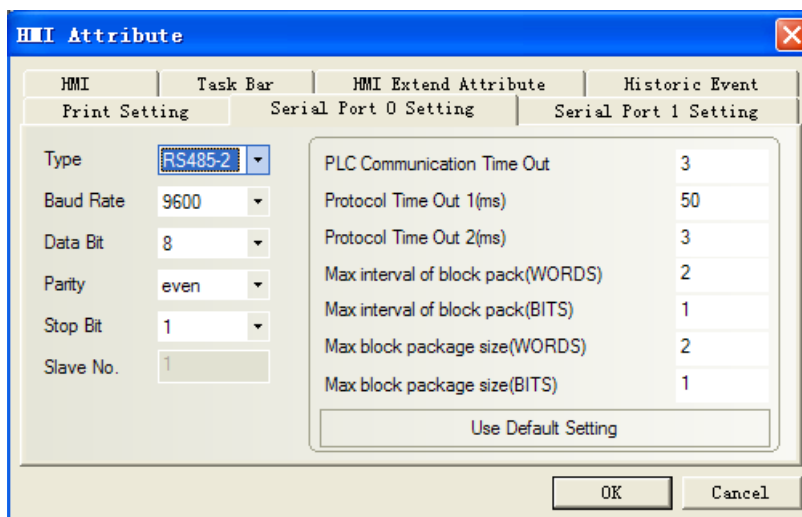 HMI Attribute
HMI Task Bar HMI Extend Attribute Historic Event
Print Setting Serial Port 0 Setting Serial Port 1 Setting
Type RS485-2
Baud Rate 9600
Data Bit 8
Parity even
Stop Bit 1
Slave No. 1
PLC Communication Time Out 3
Protocol Time Out 1(ms) 50
Protocol Time Out 2(ms) 3
Max interval of block pack(WORDS) 2
Max interval of block pack(BITS) 1
Max block package size(WORDS) 2
Max block package size(BITS) 1
Use Default Setting
OK Cancel